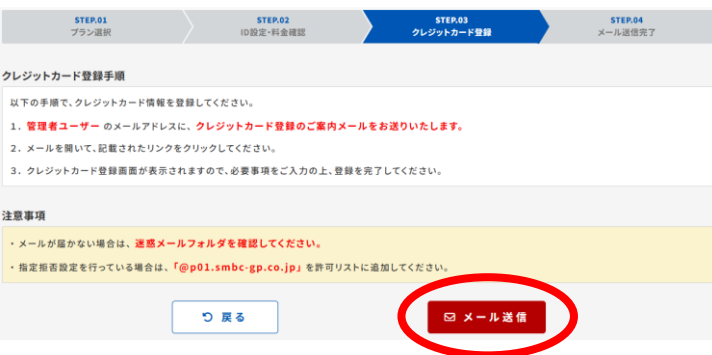 STEP.01
プラン選択
STEP.02
ID設定・料金確認
STEP.03
クレジットカード登録
STEP.04
メール送信完了
クレジットカード登録手順
以下の手順で、クレジットカード情報を登録してください。
1. 管理者ユーザー のメールアドレスに、クレジットカード登録のご案内メールをお送りいたします。
2. メールを開いて、記載されたリンクをクリックしてください。
3. クレジットカード登録画面が表示されますので、必要事項をご入力の上、登録を完了してください。
注意事項
・メールが届かない場合は、迷惑メールフォルダを確認してください。
・指定拒否設定を行っている場合は、「@p01.smbc-gp.co.jp」を許可リストに追加してください。
戻る
メール送信